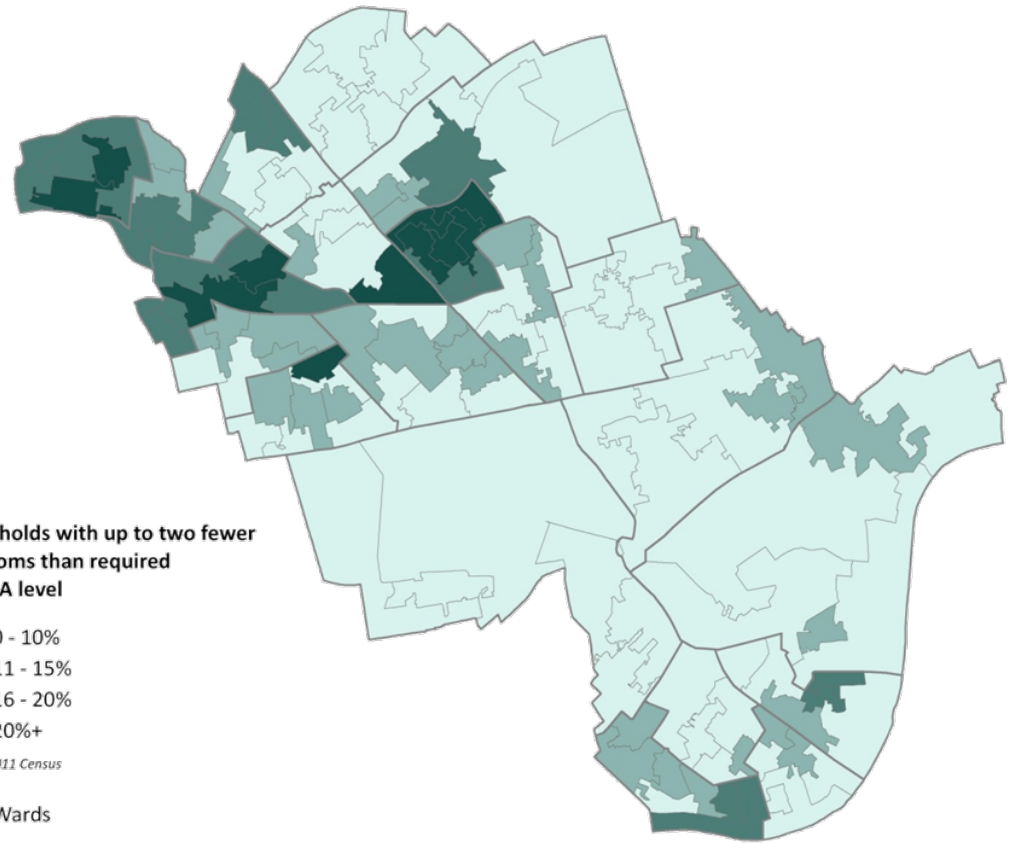 holds with up to two fewer
oms than required
A level
0 - 10%
11 - 15%
16 - 20%
20%+
011 Census
Wards